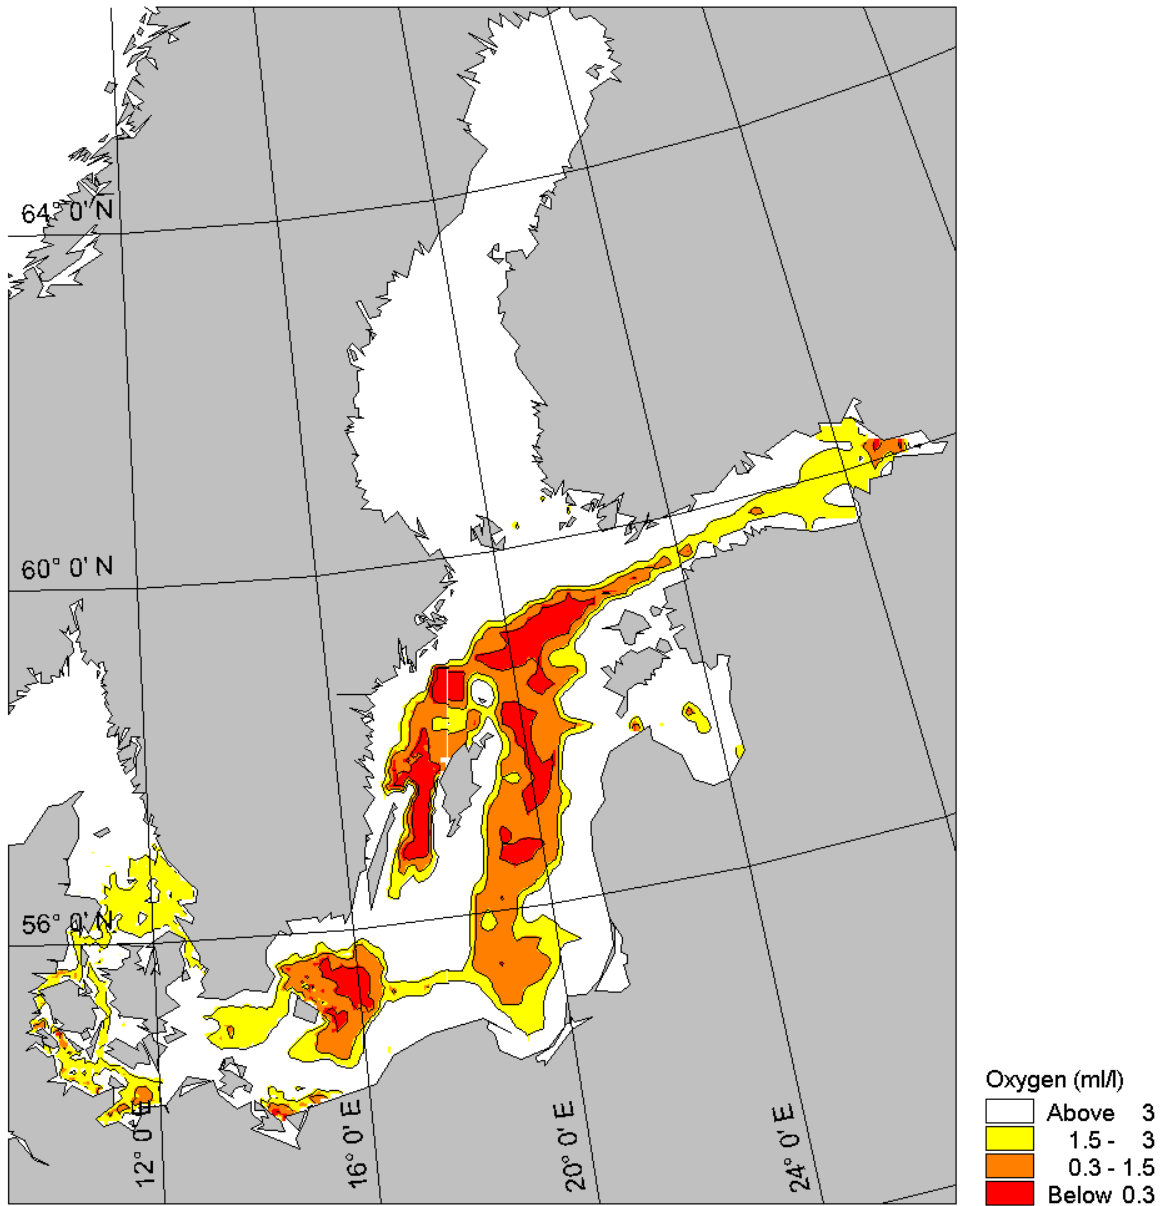 64° 0' N
60° 0' N
56° 0' N
12° 0' E
16° 0' E
20° 0' E
24° 0' E
Oxygen (ml/l)
Above 3
1.5 - 3
0.3 - 1.5
Below 0.3